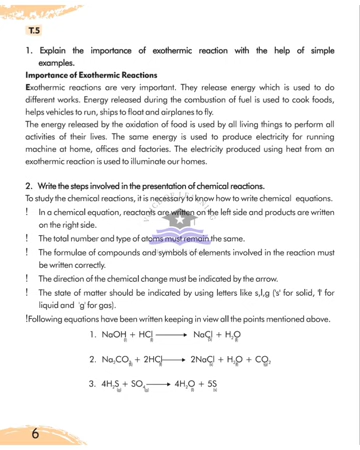 T.5
1. Explain the importance of exothermic reaction with the help of simple
examples.
Importance of Exothermic Reactions
Exothermic reactions are very important. They release energy which is used to do
different works. Energy released during the combustion of fuel is used to cook foods,
helps vehicles to run, ships to float and airplanes to fly.
The energy released by the oxidation of food is used by all living things to perform all
activities of their lives. The same energy is used to produce electricity for running
machine at home, offices and factories. The electricity produced using heat from an
exothermic reaction is used to illuminate our homes.
2. Write the steps involved in the presentation of chemical reactions.
To study the chemical reactions, it is necessary to know how to write chemical equations.
! In a chemical equation, reactants are written on the left side and products are written
on the right side.
! The total number and type of atoms must remain the same.
! The formulae of compounds and symbols of elements involved in the reaction must
be written correctly.
! The direction of the chemical change must be indicated by the arrow.
! The state of matter should be indicated by using letters like s,l,g ('s' for solid, 'l' for
liquid and 'g' for gas).
!Following equations have been written keeping in view all the points mentioned above.
1. NaOH + HCl ⟶ NaCl + H₂O
2. Na₂CO₃ + 2HCl ⟶ 2NaCl + H₂O + CO₂
3. 4H₂S + SO₄ ⟶ 4H₂O + 5S
6